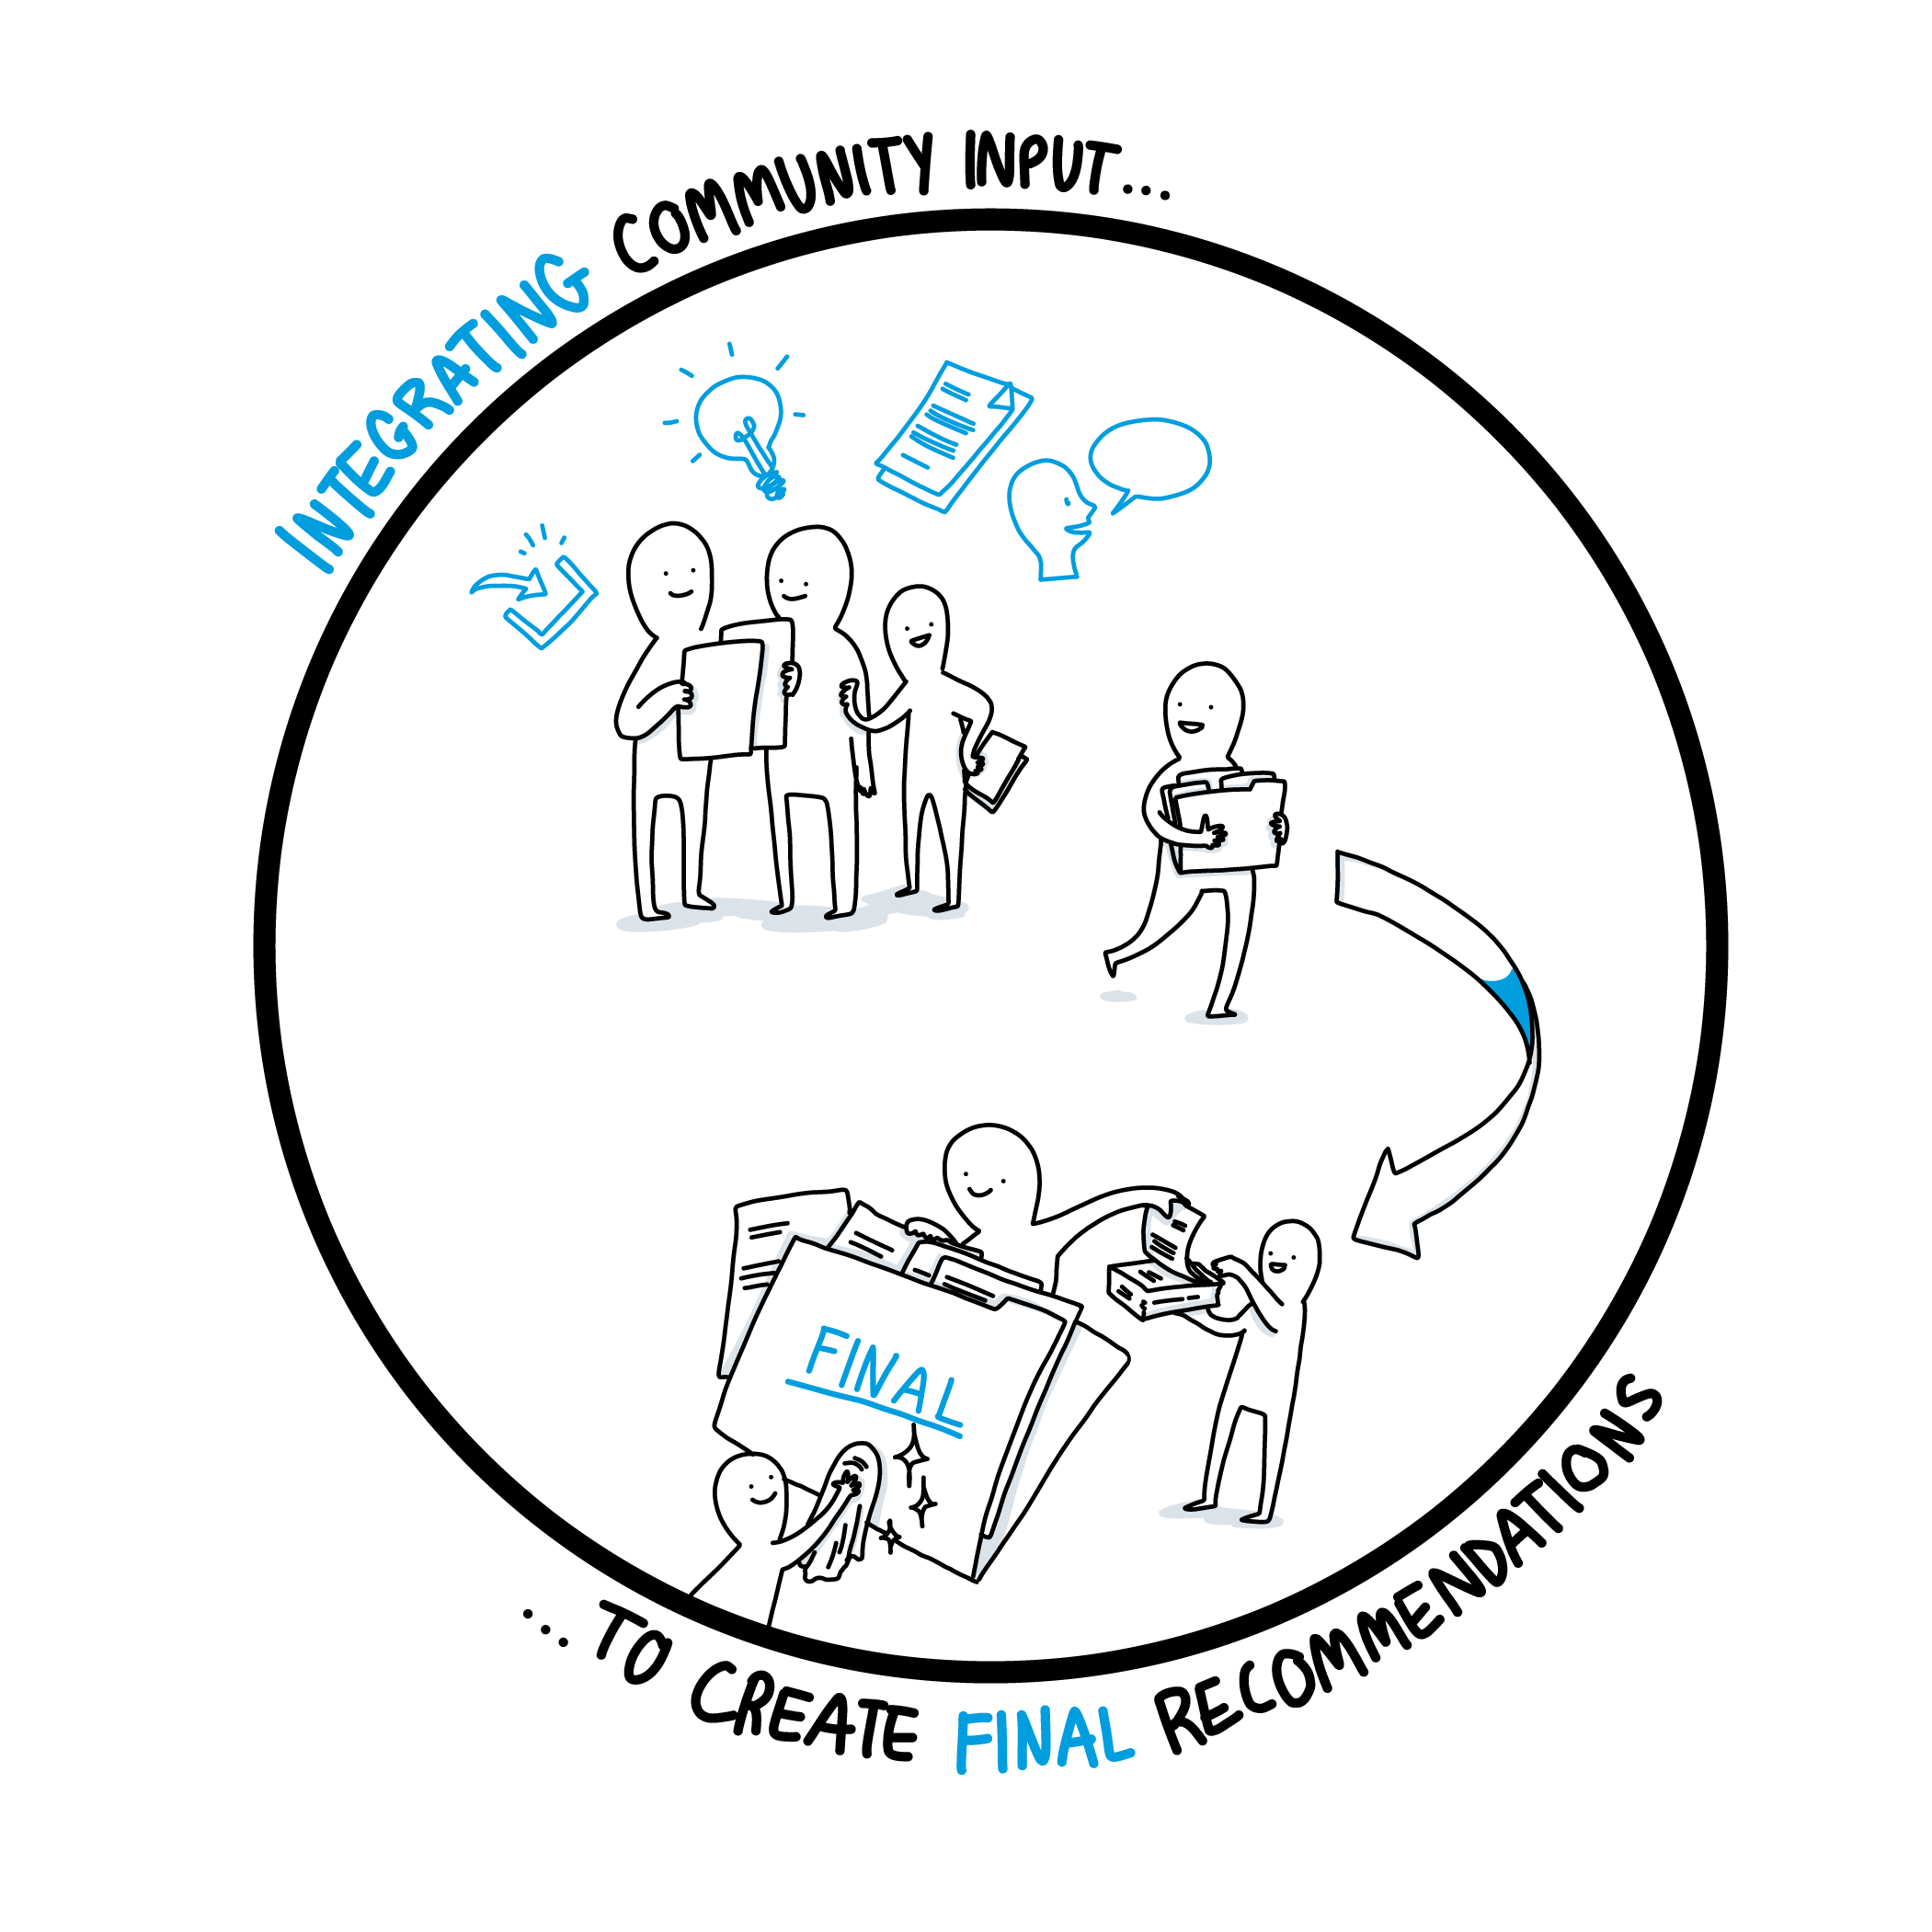 INTEGRATING COMMUNITY INPUT...
FINAL
...TO CREATE FINAL RECOMMENDATIONS